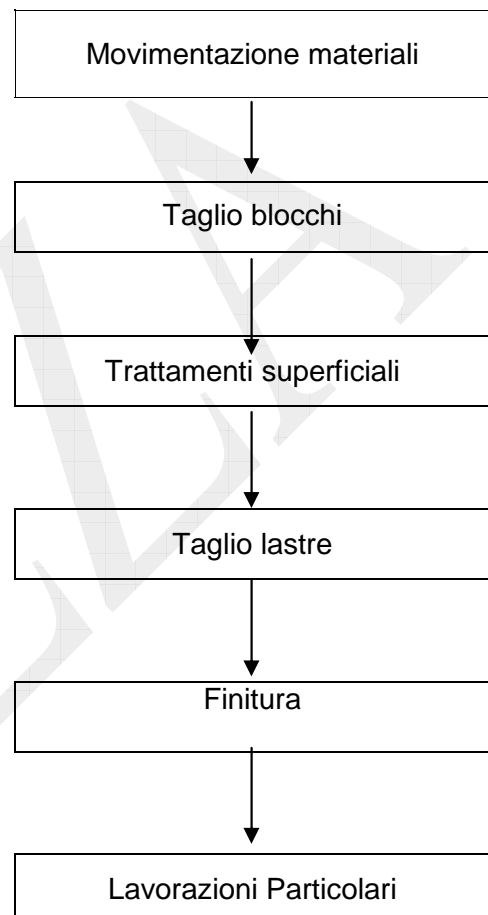 Movimentazione materiali
Taglio blocchi
Trattamenti superficiali
Taglio lastre
Finitura
Lavorazioni Particolari